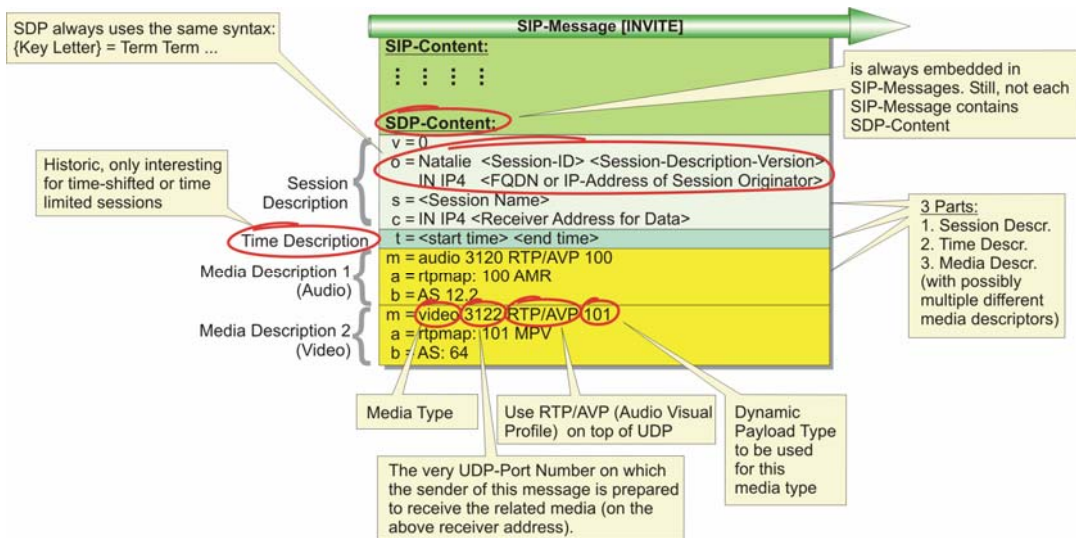 SDP always uses the same syntax:
{Key Letter} = Term Term ...
SIP-Message [INVITE]
SIP-Content:
SDP-Content:
is always embedded in
SIP-Messages. Still, not each
SIP-Message contains
SDP-Content
Historic, only interesting
for time-shifted or time
limited sessions
Session
Description
v = 0
o = Natalie <Session-ID> <Session-Description-Version>
IN IP4 <FQDN or IP-Address of Session Originator>
s = <Session Name>
c = IN IP4 <Receiver Address for Data>
Time Description
t = <start time> <end time>
Media Description 1
(Audio)
m = audio 3120 RTP/AVP 100
a = rtpmap: 100 AMR
b = AS 12.2
Media Description 2
(Video)
m = video 3122 RTP/AVP 101
a = rtpmap: 101 MPV
b = AS: 64
3 Parts:
1. Session Descr.
2. Time Descr.
3. Media Descr.
(with possibly
multiple different
media descriptors)
Media Type
Use RTP/AVP (Audio Visual
Profile) on top of UDP
Dynamic
Payload Type
to be used
for this
media type
The very UDP-Port Number on which
the sender of this message is prepared
to receive the related media (on the
above receiver address).